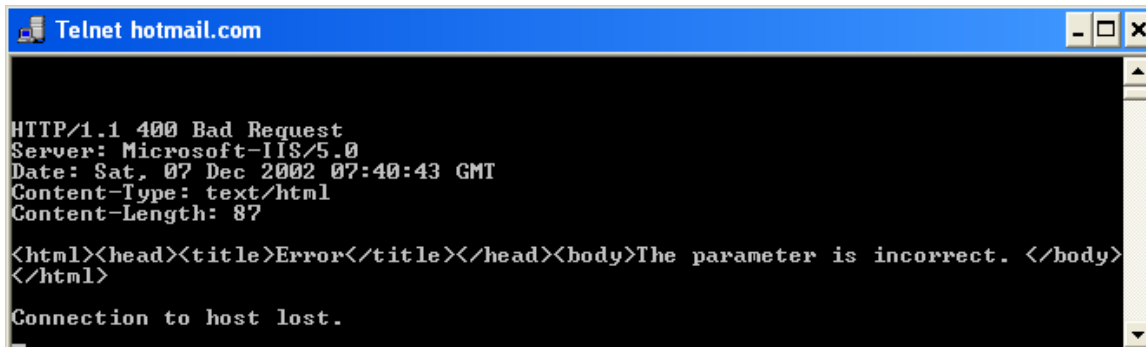 Telnet hotmail.com
HTTP/1.1 400 Bad Request
Server: Microsoft-IIS/5.0
Date: Sat, 07 Dec 2002 07:40:43 GMT
Content-Type: text/html
Content-Length: 87
<html><head><title>Error</title></head><body>The parameter is incorrect. </body>
</html>
Connection to host lost.